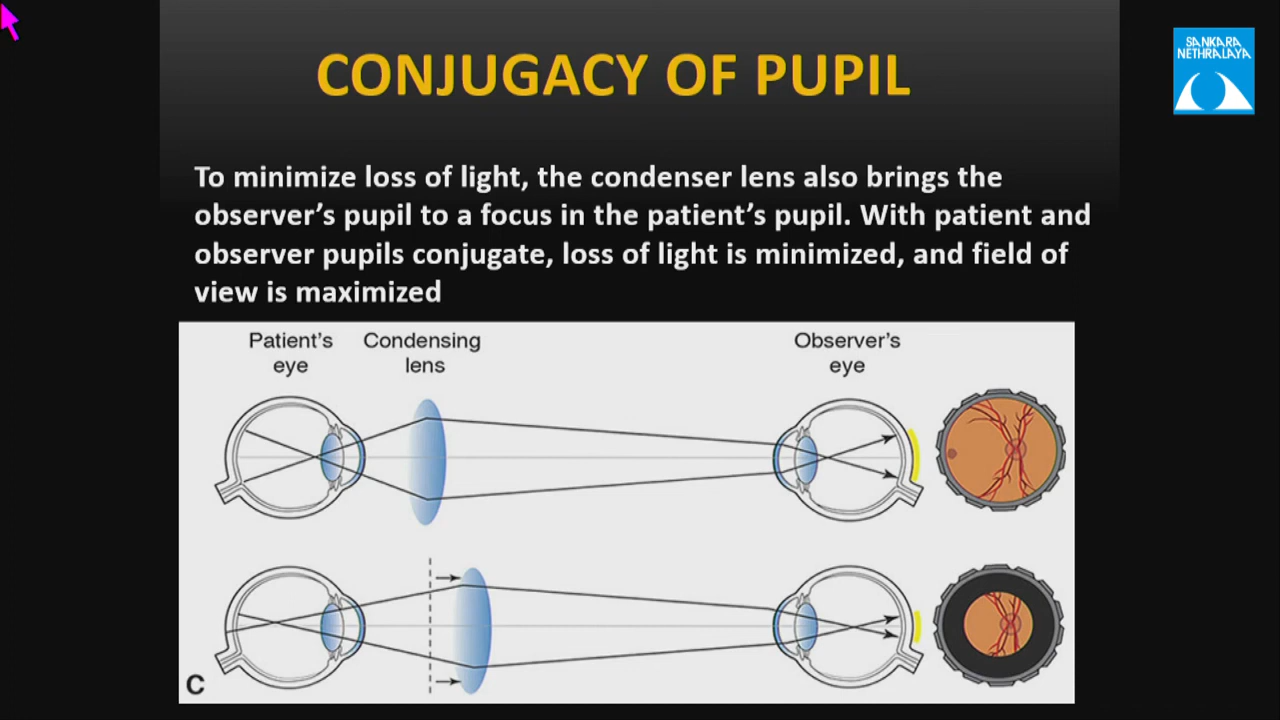 SANKARA
NETHRALAYA
CONJUGACY OF PUPIL
To minimize loss of light, the condenser lens also brings the
observer’s pupil to a focus in the patient’s pupil. With patient and
observer pupils conjugate, loss of light is minimized, and field of
view is maximized
Patient’s
eye
Condensing
lens
Observer’s
eye
C